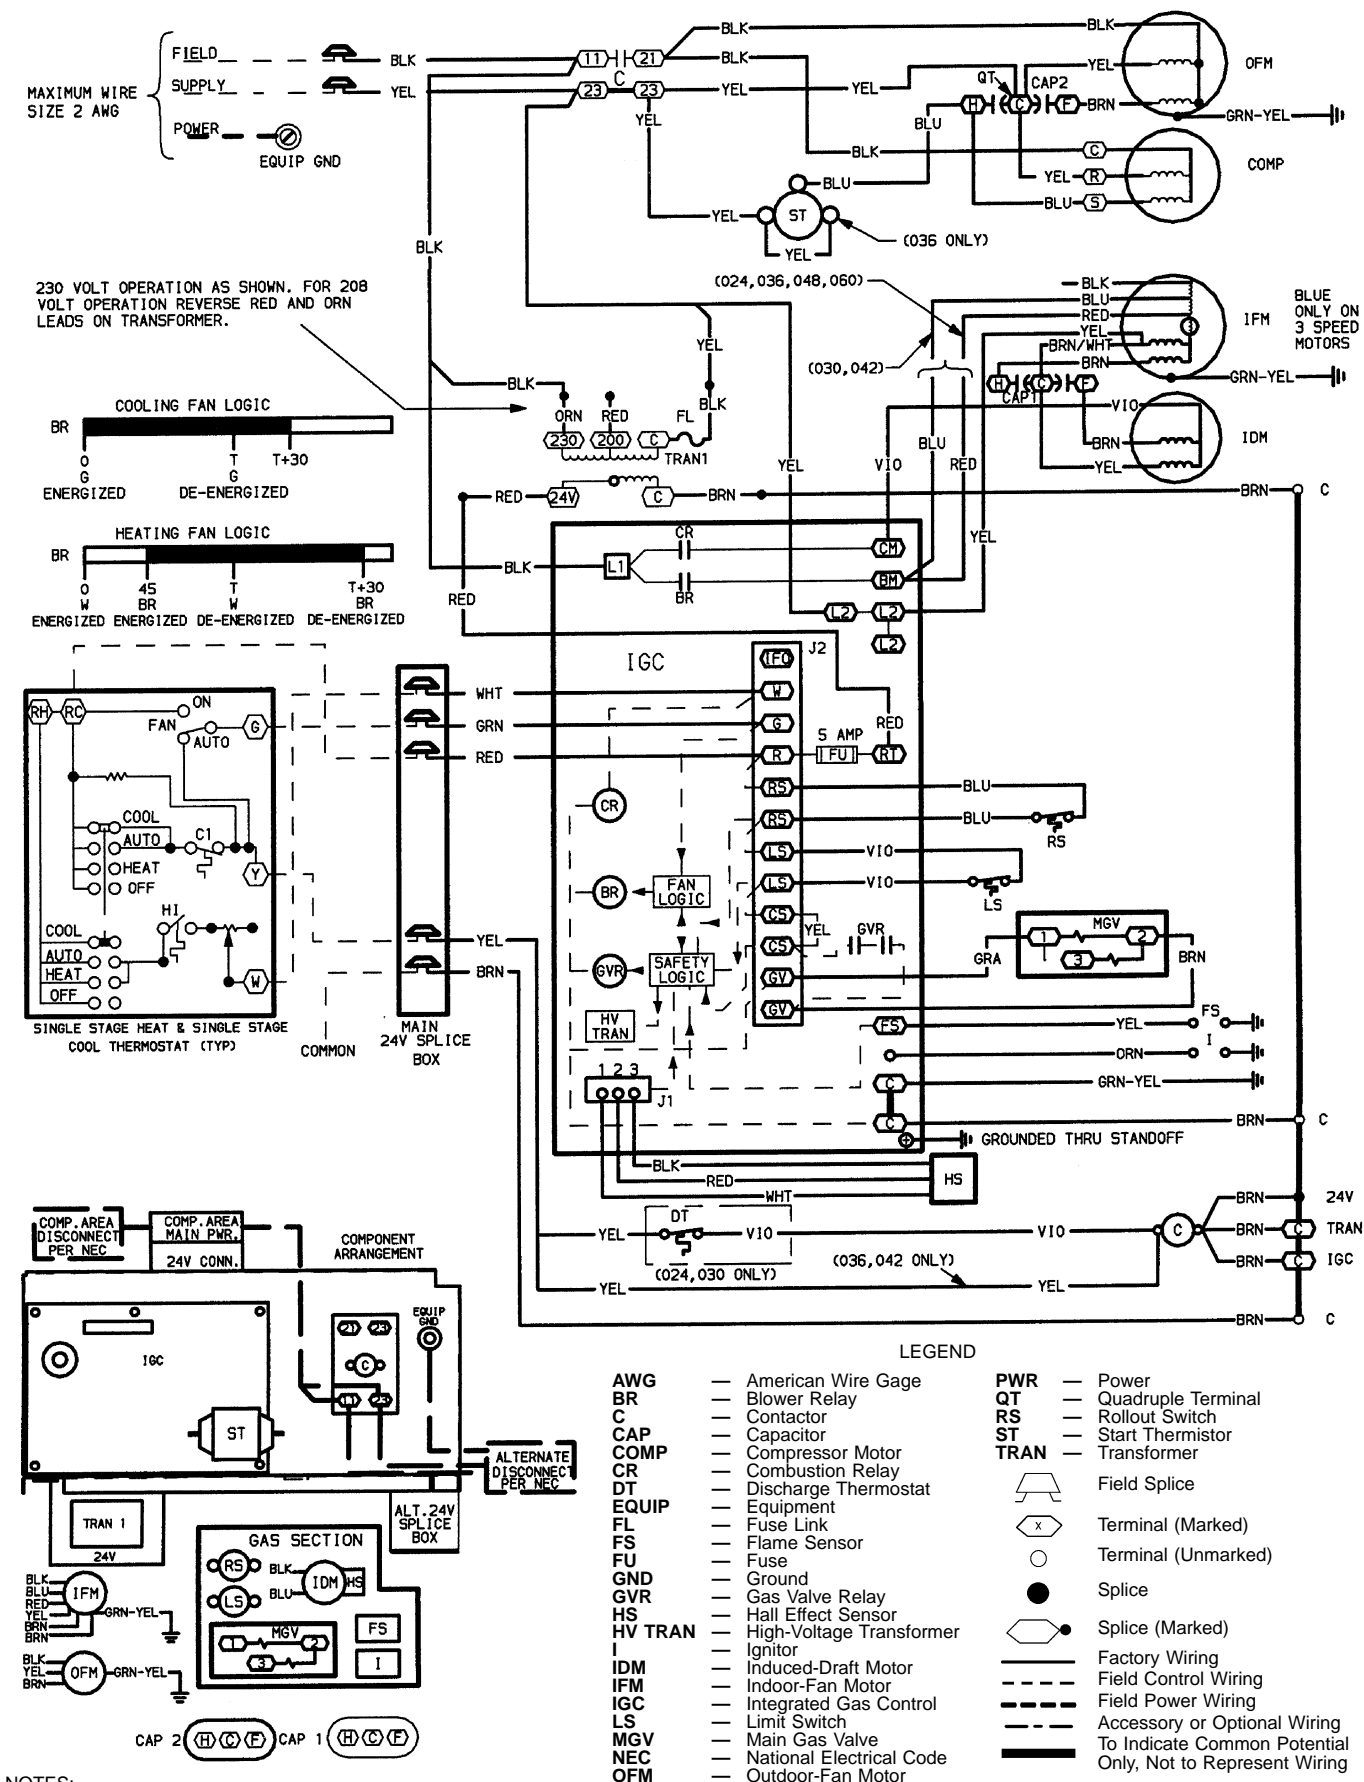 MAXIMUM WIRE
SIZE 2 AWG
FIELD
SUPPLY
POWER
EQUIP GND
BLK
YEL
11
21
C
23
23
BLK
BLK
YEL
YEL
YEL
BLK
QT
CAP2
H
C
F
BLU
BRN
YEL
BLK
OFM
GRN-YEL
BLK
C
YEL
R
BLU
S
COMP
BLU
YEL
ST
YEL
(036 ONLY)
BLK
230 VOLT OPERATION AS SHOWN. FOR 208
VOLT OPERATION REVERSE RED AND ORN
LEADS ON TRANSFORMER.
(024,036,048,060)
(030,042)
BLK
BLU
RED
YEL
BRN/WHT
BRN
IFM
BLUE
ONLY ON
3 SPEED
MOTORS
H
C
F
CAP1
GRN-YEL
VIO
BRN
YEL
IDM
YEL
BLK
BLK
ORN
RED
FL
230
200
C
TRAN1
RED
24V
C
BRN
BRN
C
YEL
VIO
BLU
RED
YEL
COOLING FAN LOGIC
BR
O
G
ENERGIZED
T
G
DE-ENERGIZED
T+30
HEATING FAN LOGIC
BR
O
W
ENERGIZED
45
BR
ENERGIZED
T
W
DE-ENERGIZED
T+30
BR
DE-ENERGIZED
BLK
RED
L1
CR
BR
CM
BM
L2
L2
L2
IGC
J2
IFO
W
G
R
RS
RS
LS
LS
CS
CS
GV
GV
5 AMP
FU
RT
RED
WHT
GRN
RED
YEL
BRN
MAIN
24V SPLICE
BOX
RH
RC
ON
FAN
AUTO
G
COOL
AUTO
HEAT
OFF
C1
Y
H1
COOL
AUTO
HEAT
OFF
W
SINGLE STAGE HEAT & SINGLE STAGE
COOL THERMOSTAT (TYP)
COMMON
CR
BR
GVR
FAN
LOGIC
SAFETY
LOGIC
HV
TRAN
YEL
GVR
BLU
BLU
RS
VIO
VIO
LS
GRA
MGV
1
2
3
BRN
FS
YEL
FS
I
ORN
C
GRN-YEL
C
BRN
C
GROUNDED THRU STANDOFF
1 2 3
J1
BLK
RED
WHT
HS
YEL
DT
VIO
(024,030 ONLY)
VIO
(036,042 ONLY)
YEL
YEL
C
BRN
24V
BRN
C
TRAN
BRN
C
IGC
BRN
C
COMP.AREA
DISCONNECT
PER NEC
COMP.AREA
MAIN PWR.
24V CONN.
COMPONENT
ARRANGEMENT
IGC
ST
21
23
C
11
23
EQUIP
GND
ALTERNATE
DISCONNECT
PER NEC
ALT.24V
SPLICE
BOX
TRAN 1
24V
BLK
BLU
RED
YEL
BRN
BRN
IFM
GRN-YEL
BLK
YEL
BRN
OFM
GRN-YEL
GAS SECTION
RS
LS
BLK
BLU
IDM
HS
MGV
1
2
3
FS
I
CAP 2
H
C
F
CAP 1
H
C
F
LEGEND
AWG — American Wire Gage
BR — Blower Relay
C — Contactor
CAP — Capacitor
COMP — Compressor Motor
CR — Combustion Relay
DT — Discharge Thermostat
EQUIP — Equipment
FL — Fuse Link
FS — Flame Sensor
FU — Fuse
GND — Ground
GVR — Gas Valve Relay
HS — Hall Effect Sensor
HV TRAN — High-Voltage Transformer
I — Ignitor
IDM — Induced-Draft Motor
IFM — Indoor-Fan Motor
IGC — Integrated Gas Control
LS — Limit Switch
MGV — Main Gas Valve
NEC — National Electrical Code
OFM — Outdoor-Fan Motor
PWR — Power
QT — Quadruple Terminal
RS — Rollout Switch
ST — Start Thermistor
TRAN — Transformer
Field Splice
X Terminal (Marked)
Terminal (Unmarked)
Splice
Splice (Marked)
Factory Wiring
Field Control Wiring
Field Power Wiring
Accessory or Optional Wiring
To Indicate Common Potential
Only, Not to Represent Wiring
NOTES: